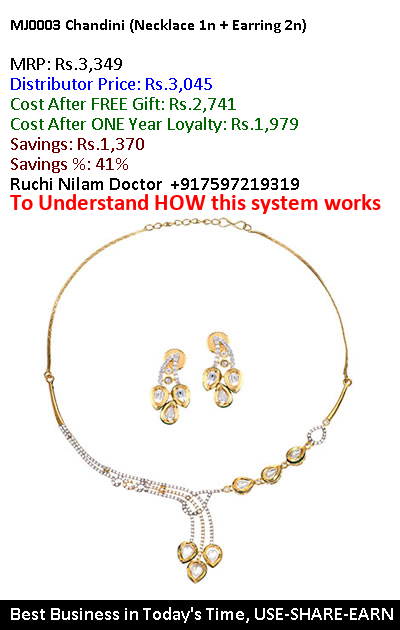 MJ0003 Chandini (Necklace 1n + Earring 2n)
MRP: Rs.3,349
Distributor Price: Rs.3,045
Cost After FREE Gift: Rs.2,741
Cost After ONE Year Loyalty: Rs.1,979
Savings: Rs.1,370
Savings %: 41%
Ruchi Nilam Doctor +917597219319
To Understand HOW this system works
Best Business in Today's Time, USE-SHARE-EARN